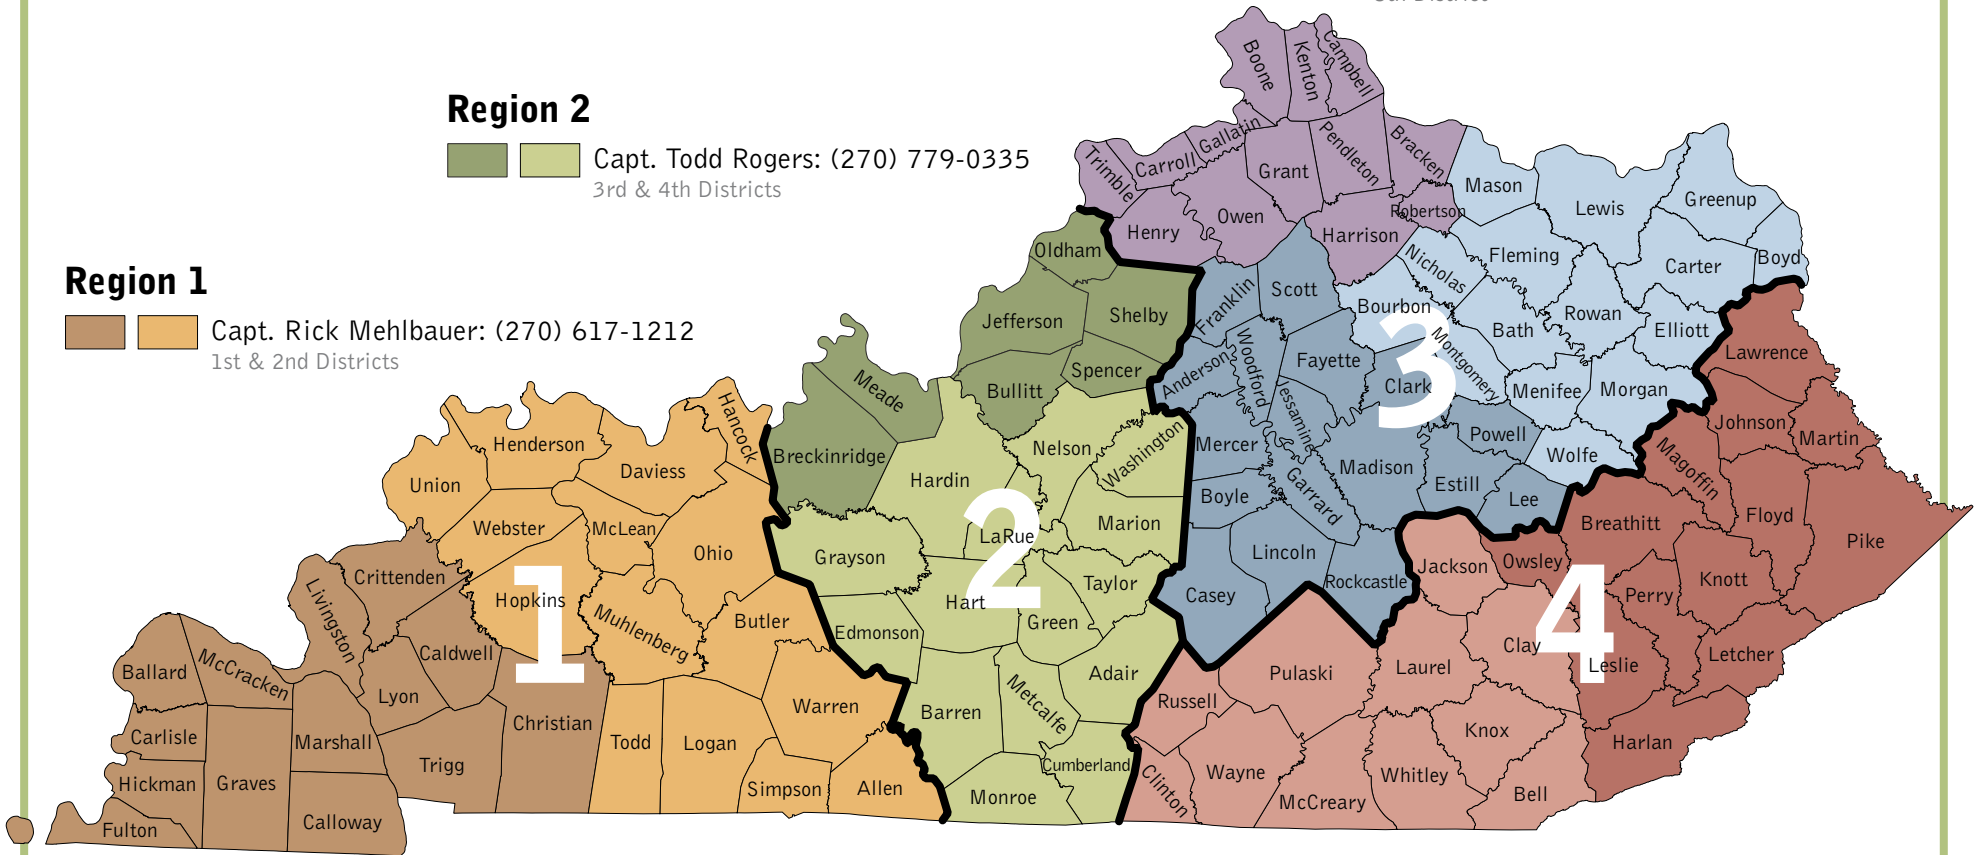 Region 2
Capt. Todd Rogers: (270) 779-0335
3rd & 4th Districts
Region 1
Capt. Rick Mehlbauer: (270) 617-1212
1st & 2nd Districts
Boone
Kenton
Campbell
Trimble
Carroll
Gallatin
Grant
Pendleton
Bracken
Henry
Owen
Harrison
Robertson
Mason
Lewis
Greenup
Boyd
Carter
Fleming
Nicholas
Bourbon
Bath
Rowan
Elliott
Montgomery
Menifee
Morgan
Wolfe
Franklin
Scott
Woodford
Fayette
Clark
3
Anderson
Jessamine
Mercer
Powell
Madison
Estill
Lee
Boyle
Garrard
Lincoln
Rockcastle
Casey
Oldham
Jefferson
Shelby
Spencer
Bullitt
Meade
Breckinridge
Nelson
Washington
Hardin
LaRue
2
Marion
Grayson
Hart
Taylor
Green
Edmonson
Adair
Barren
Metcalfe
Cumberland
Monroe
Hancock
Henderson
Daviess
Union
Webster
McLean
Ohio
Hopkins
1
Muhlenberg
Butler
Warren
Todd
Logan
Simpson
Allen
Crittenden
Livingston
Caldwell
Lyon
Christian
Trigg
Ballard
McCracken
Carlisle
Marshall
Hickman
Graves
Calloway
Fulton
Lawrence
Johnson
Martin
Magoffin
Floyd
Pike
Breathitt
Knott
Owsley
Perry
Letcher
Leslie
Harlan
4
Jackson
Clay
Laurel
Pulaski
Russell
Knox
Wayne
Whitley
Clinton
McCreary
Bell